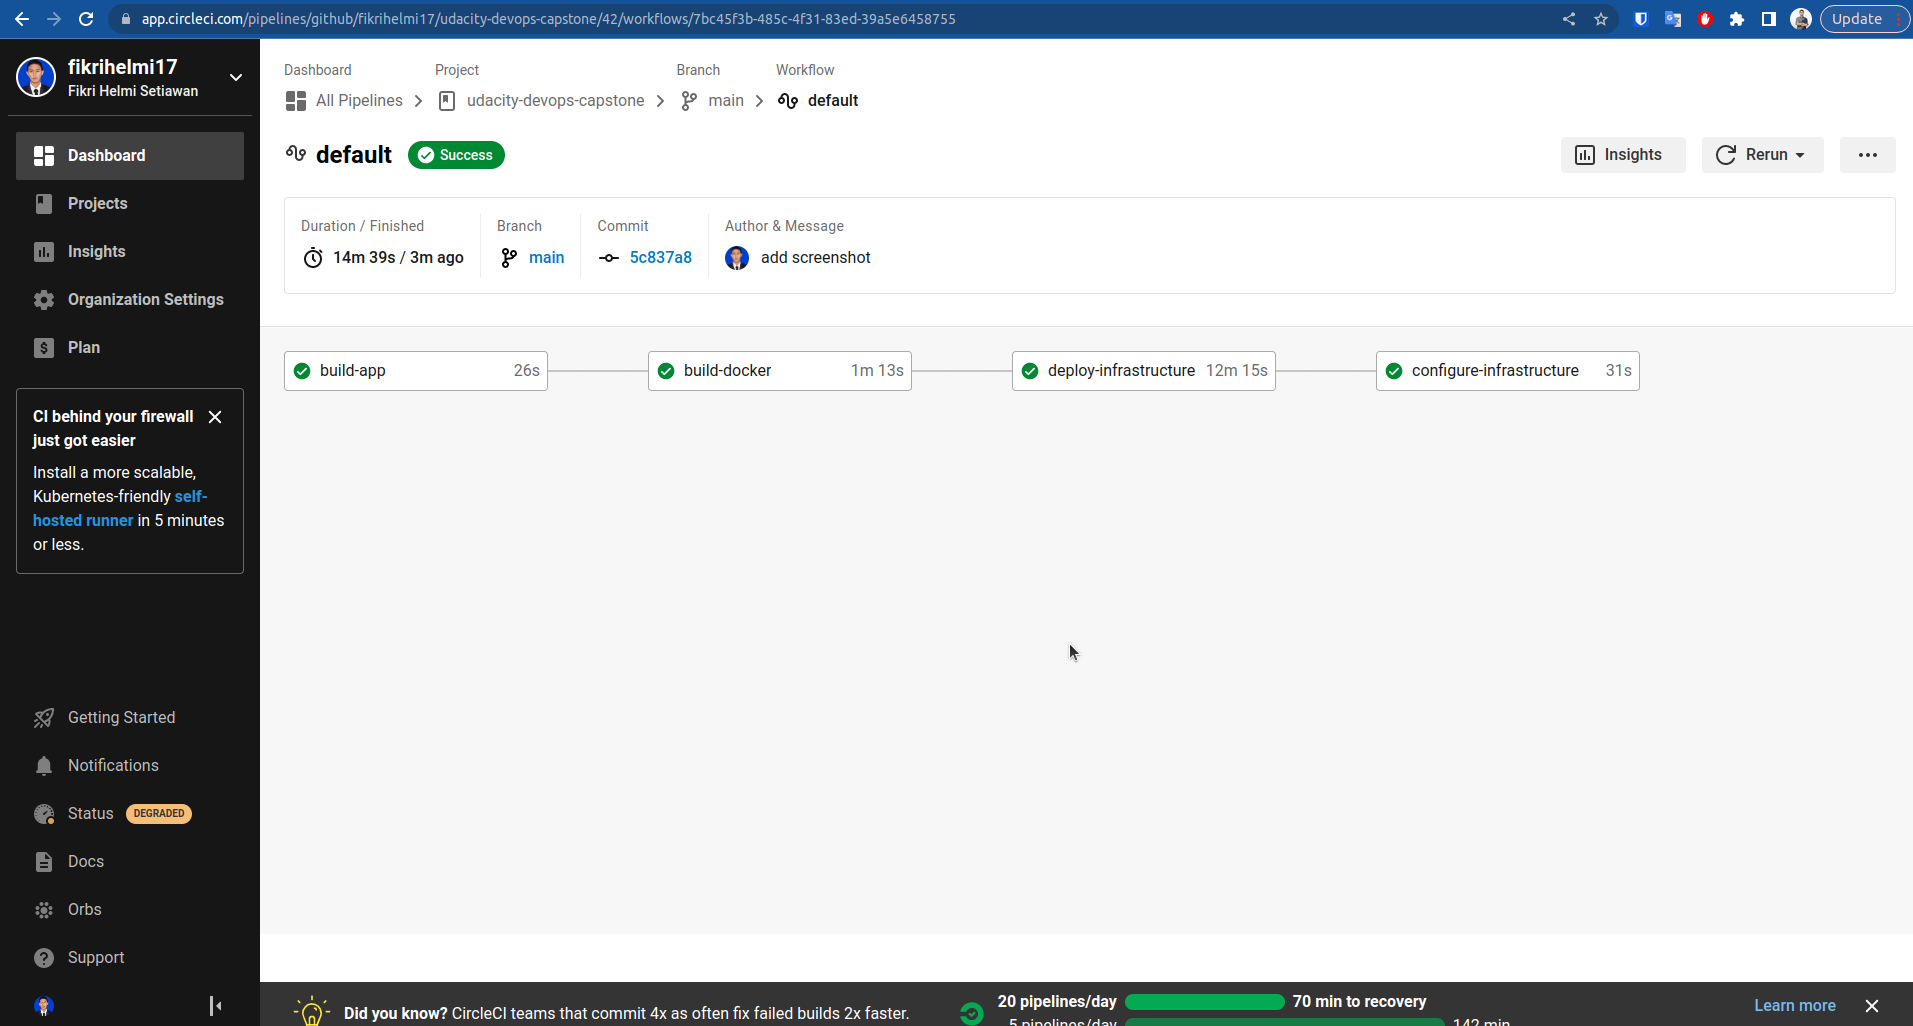 app.circleci.com/pipelines/github/fikrihelmi17/udacity-devops-capstone/42/workflows/7bc45f3b-485c-4f31-83ed-39a5e6458755
Update
fikrihelmi17
Fikri Helmi Setiawan
Dashboard
Projects
Insights
Organization Settings
Plan
CI behind your firewall
just got easier
Install a more scalable,
Kubernetes-friendly self-
hosted runner in 5 minutes
or less.
Getting Started
Notifications
Status DEGRADED
Docs
Orbs
Support
Dashboard Project Branch Workflow
All Pipelines udacity-devops-capstone main default
default Success
Insights Rerun
Duration / Finished Branch Commit Author & Message
14m 39s / 3m ago main 5c837a8 add screenshot
build-app 26s build-docker 1m 13s deploy-infrastructure 12m 15s configure-infrastructure 31s
Did you know? CircleCI teams that commit 4x as often fix failed builds 2x faster.
20 pipelines/day 70 min to recovery
5 pipelines/day 142 min
Learn more